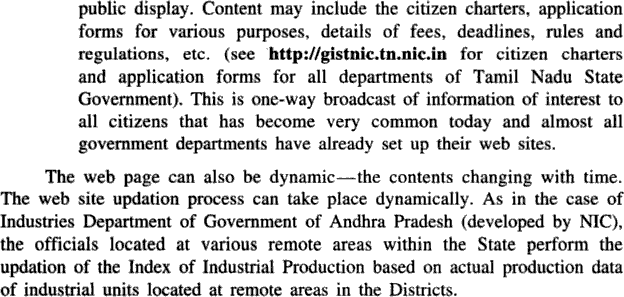 public display. Content may include the citizen charters, application
forms for various purposes, details of fees, deadlines, rules and
regulations, etc. (see http://gistnic.tn.nic.in for citizen charters
and application forms for all departments of Tamil Nadu State
Government). This is one-way broadcast of information of interest to
all citizens that has become very common today and almost all
government departments have already set up their web sites.
The web page can also be dynamic—the contents changing with time.
The web site updation process can take place dynamically. As in the case of
Industries Department of Government of Andhra Pradesh (developed by NIC),
the officials located at various remote areas within the State perform the
updation of the Index of Industrial Production based on actual production data
of industrial units located at remote areas in the Districts.